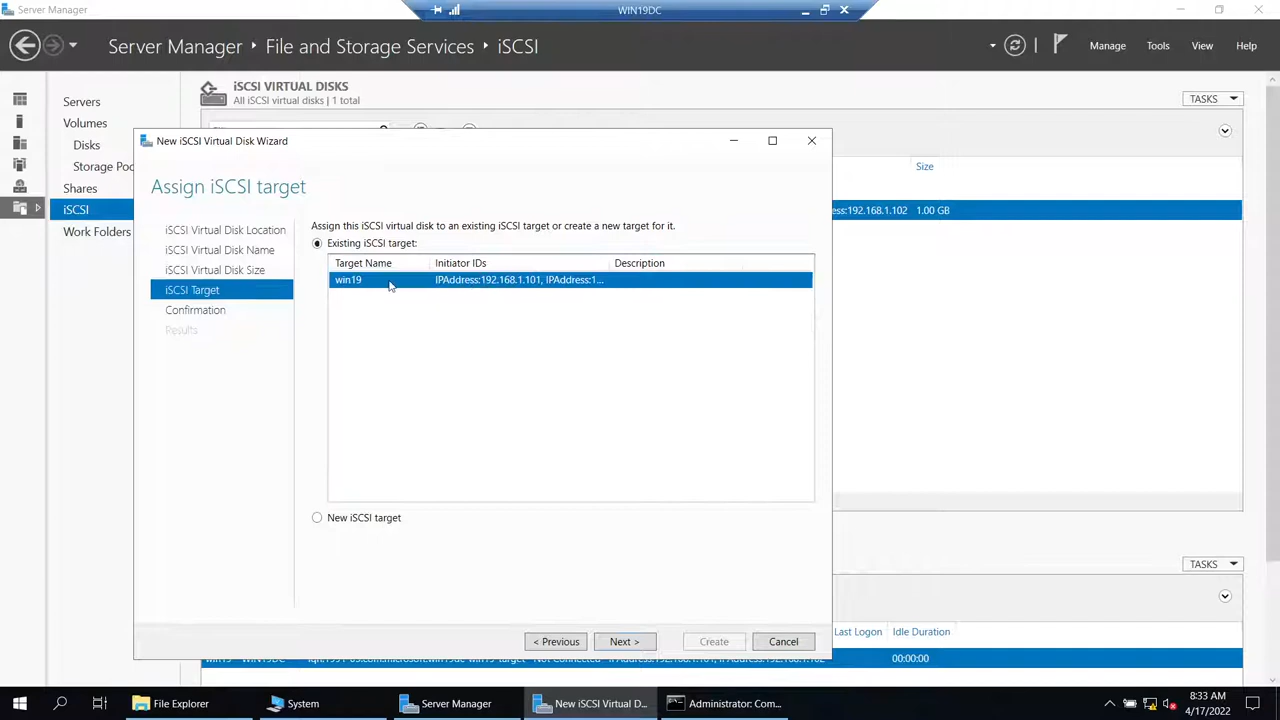 Server Manager
WIN19DC
Server Manager • File and Storage Services • iSCSI
Manage Tools View Help
iSCSI VIRTUAL DISKS
All iSCSI virtual disks | 1 total
TASKS
Servers
Volumes
Disks
Storage Poo
Shares
iSCSI
Work Folders
Size
ess:192.168.1.102 1.00 GB
New iSCSI Virtual Disk Wizard
Assign iSCSI target
iSCSI Virtual Disk Location
iSCSI Virtual Disk Name
iSCSI Virtual Disk Size
iSCSI Target
Confirmation
Results
Assign this iSCSI virtual disk to an existing iSCSI target or create a new target for it.
Existing iSCSI target:
Target Name Initiator IDs Description
win19 IPAddress:192.168.1.101, IPAddress:1...
New iSCSI target
< Previous Next > Create Cancel
TASKS
Last Logon Idle Duration
00:00:00
File Explorer
System
Server Manager
New iSCSI Virtual D...
Administrator: Com...
8:33 AM
4/17/2022